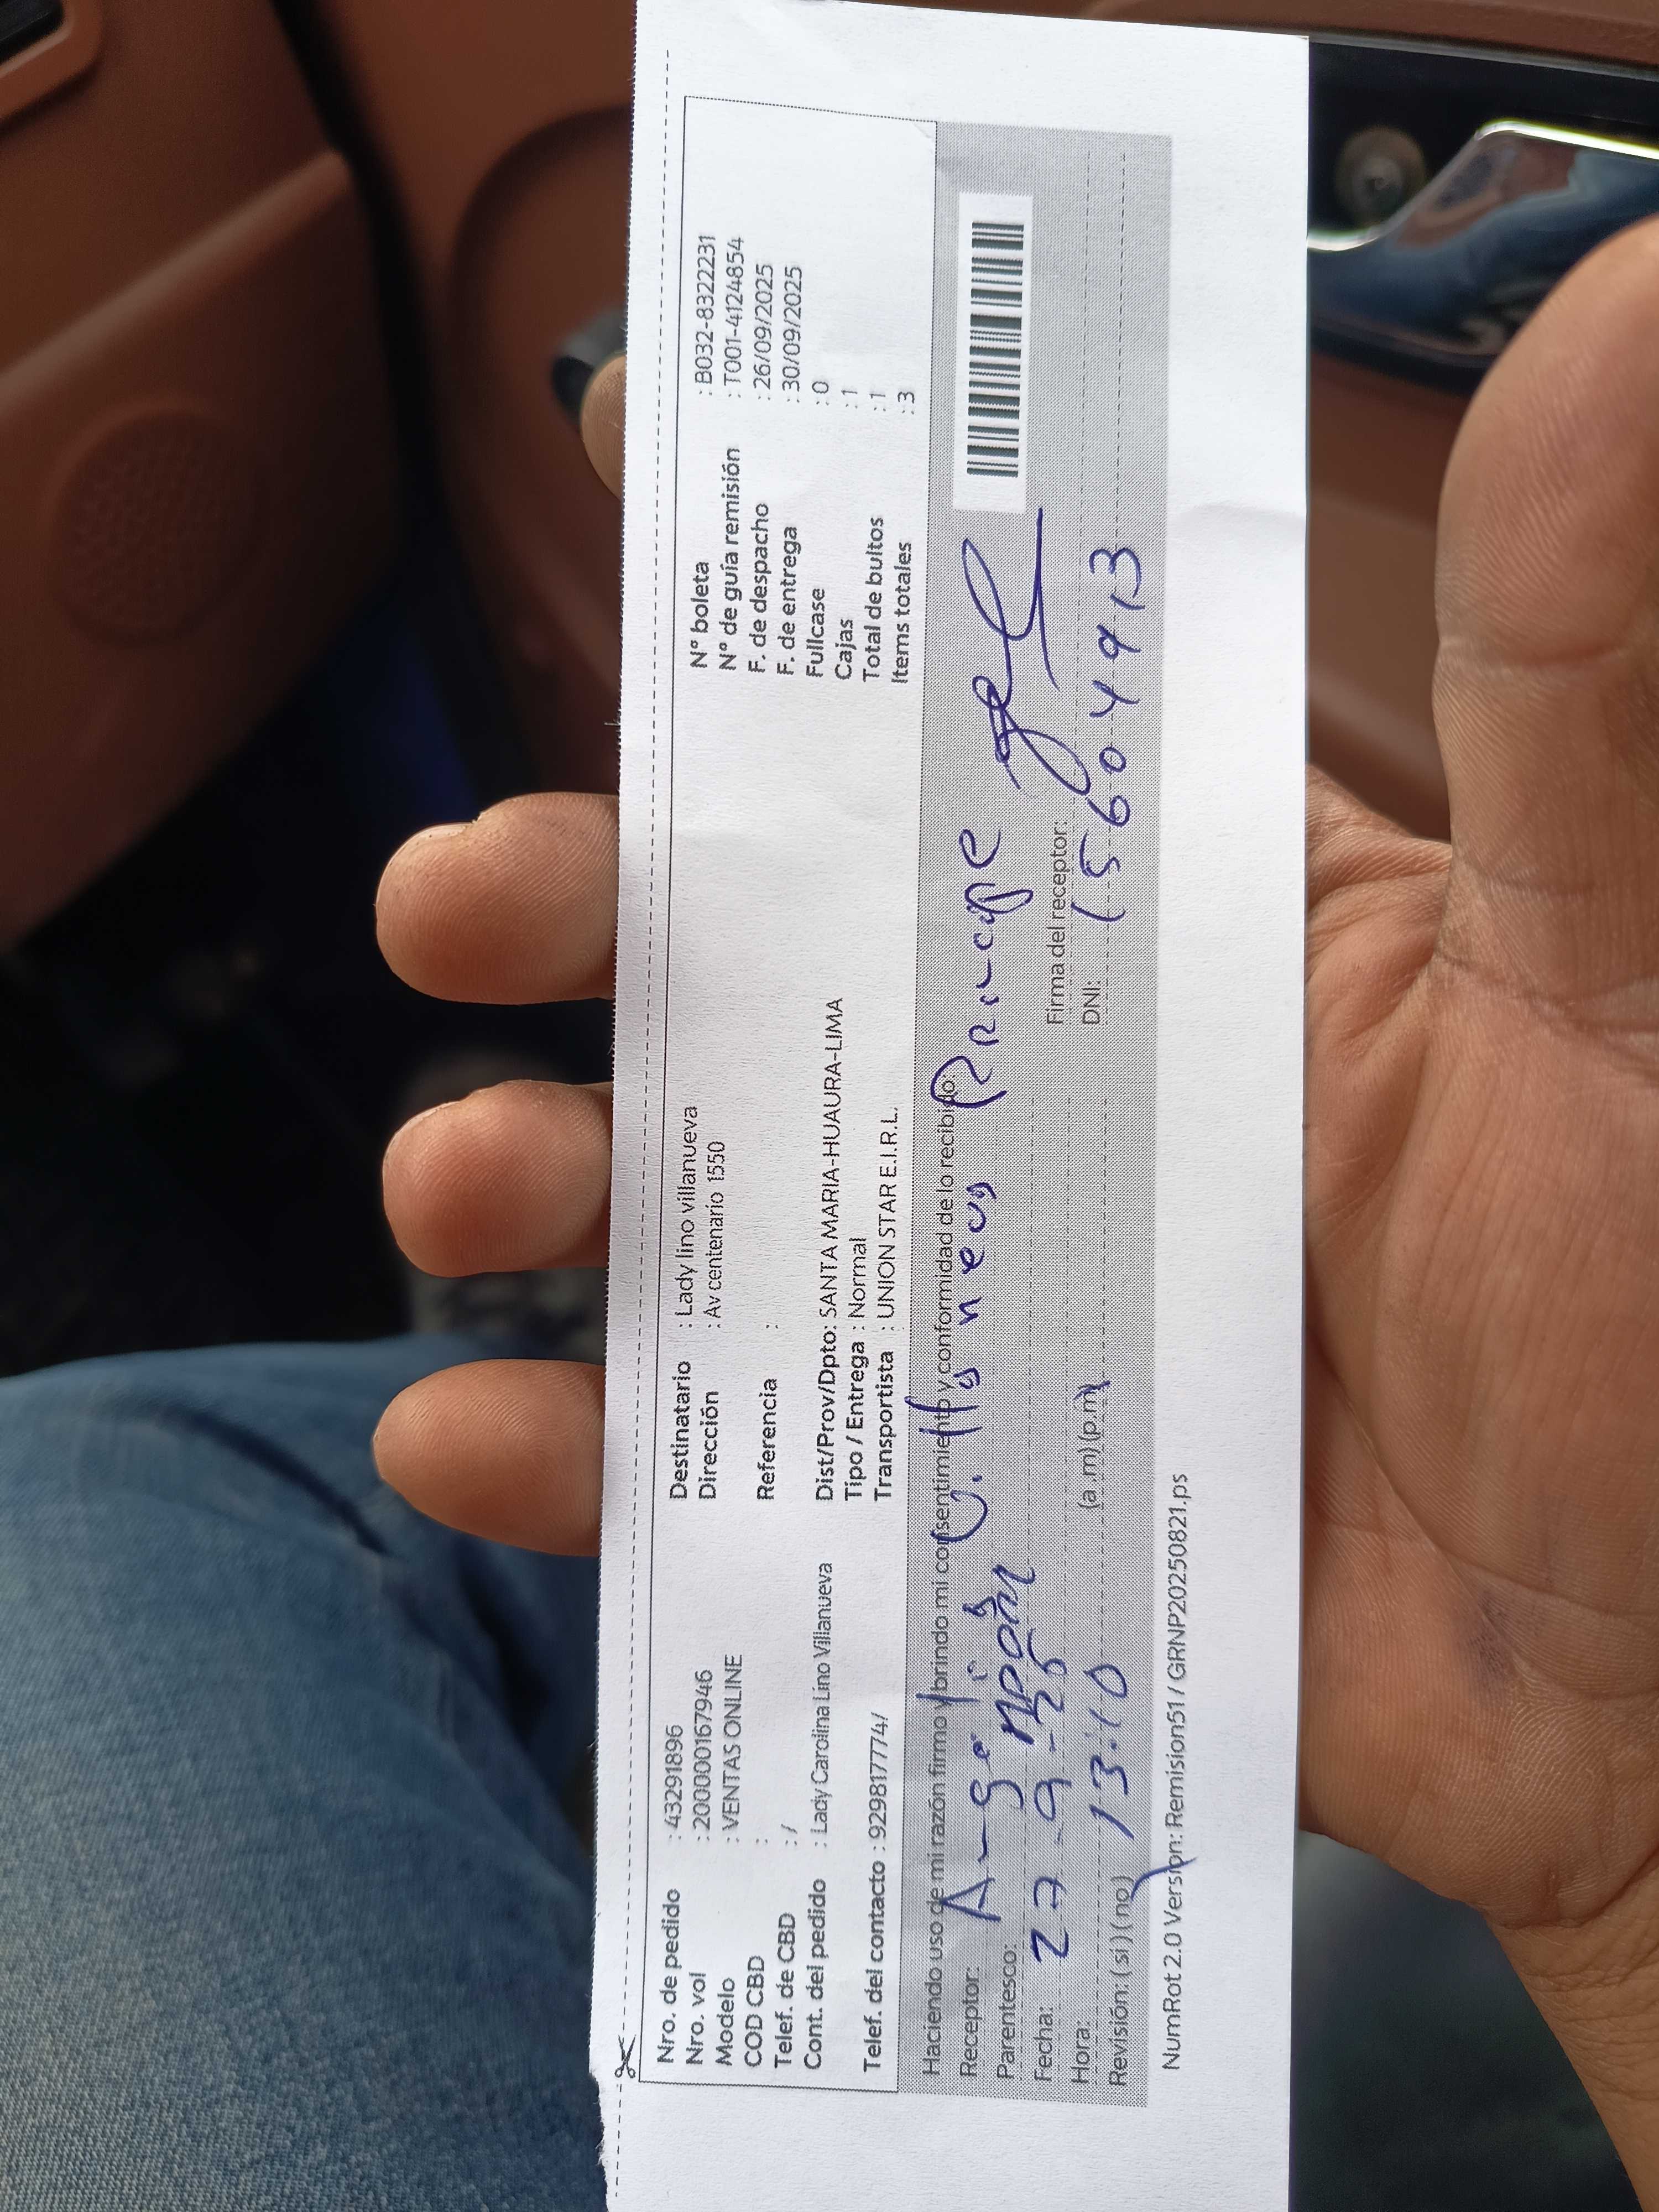 Nro. de pedido : 43291896
Nro. vol : 200000167946
Modelo : VENTAS ONLINE
COD CBD :
Telef. de CBD : /
Cont. del pedido : Lady Carolina Lino Villanueva
Telef. del contacto : 929817774/
Destinatario : Lady lino villanueva
Dirección : Av centenario 1550
Referencia :
Dist/Prov/Dpto: SANTA MARIA-HUAURA-LIMA
Tipo / Entrega : Normal
Transportista : UNION STAR E.I.R.L.
N° boleta : B032-8322231
N° de guía remisión : T001-4124854
F. de despacho : 26/09/2025
F. de entrega : 30/09/2025
Fullcase : 0
Cajas : 1
Total de bultos : 1
Items totales : 3
Haciendo uso de mi razón firmo y brindo mi consentimiento y conformidad de lo recibido:
Receptor: Principe
Parentesco:
Fecha: 27-9-25
Hora: 13:10 (a.m)(p.m)
Revisión: (si) (no)
Firma del receptor:
DNI: 15604913
NumRot 2.0 Version: Remision51 / GRNP20250821.ps